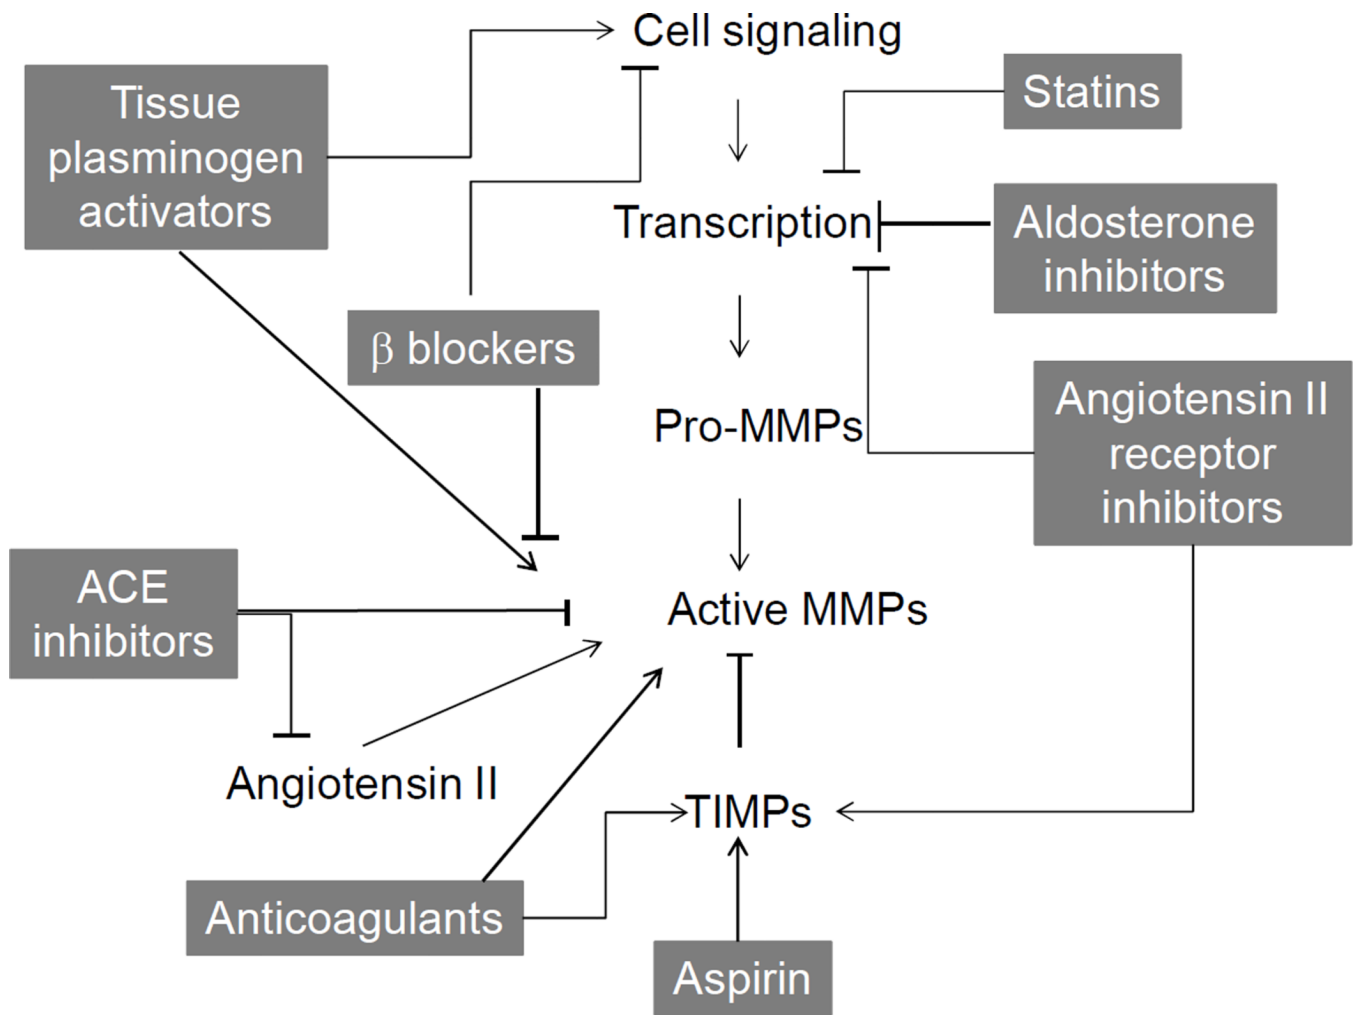 Cell signaling
Tissue
plasminogen
activators
Statins
Transcription
Aldosterone
inhibitors
β blockers
Pro-MMPs
Angiotensin II
receptor
inhibitors
ACE
inhibitors
Active MMPs
Angiotensin II
TIMPs
Anticoagulants
Aspirin